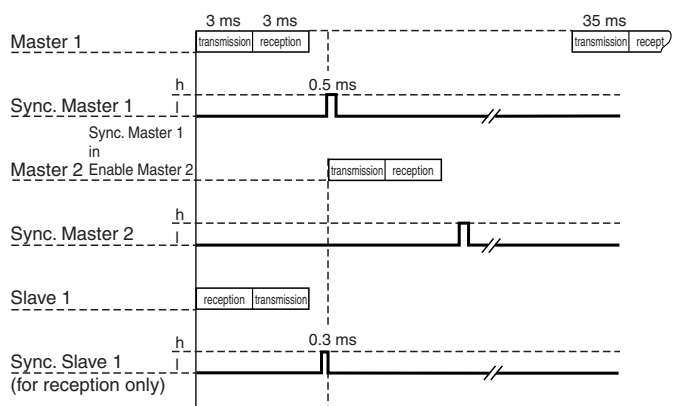 3 ms 3 ms 35 ms
Master 1 transmission reception transmission recept
h 0.5 ms
Sync. Master 1 l
Sync. Master 1
in
Master 2 Enable Master 2 transmission reception
h
Sync. Master 2 l
Slave 1 reception transmission
h 0.3 ms
Sync. Slave 1 l
(for reception only)